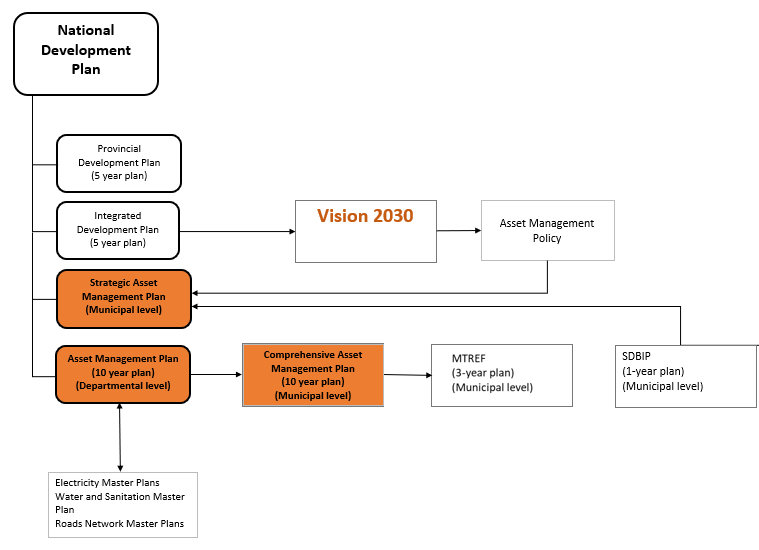 National
Development
Plan
Provincial
Development Plan
(5 year plan)
Integrated
Development Plan
(5 year plan)
Vision 2030
Asset Management
Policy
Strategic Asset
Management Plan
(Municipal level)
Asset Management Plan
(10 year plan)
(Departmental level)
Comprehensive Asset
Management Plan
(10 year plan)
(Municipal level)
MTREF
(3-year plan)
(Municipal level)
SDBIP
(1-year plan)
(Municipal level)
Electricity Master Plans
Water and Sanitation Master
Plan
Roads Network Master Plans